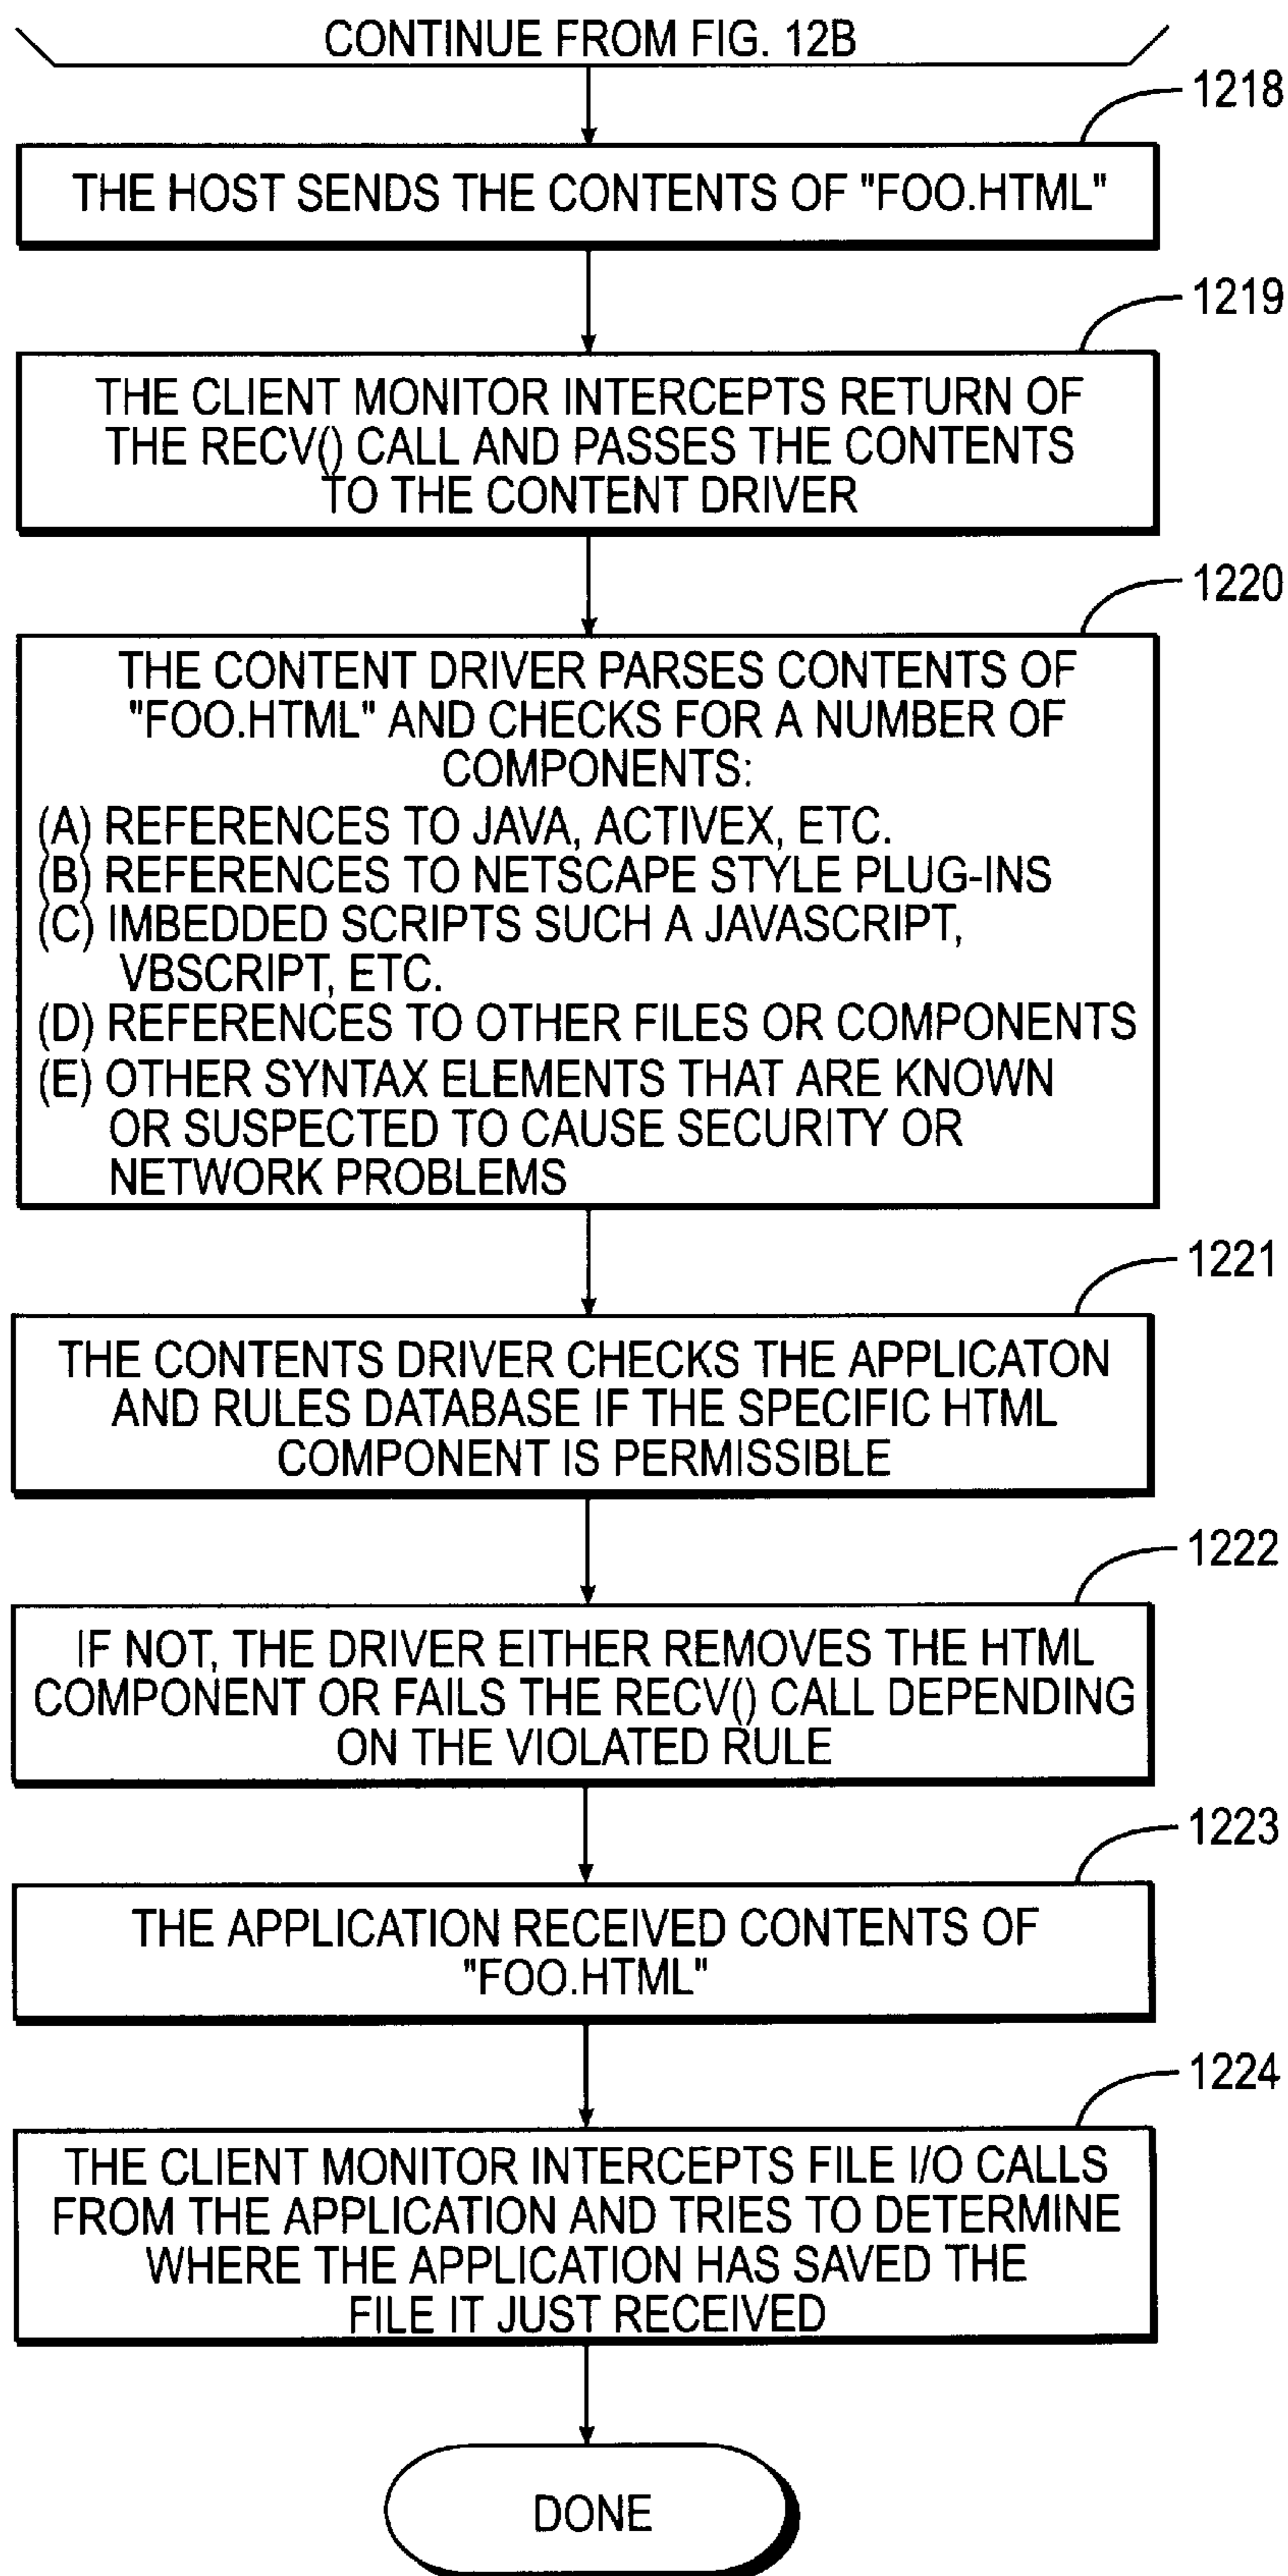 CONTINUE FROM FIG. 12B
1218
THE HOST SENDS THE CONTENTS OF "FOO.HTML"
1219
THE CLIENT MONITOR INTERCEPTS RETURN OF
THE RECV() CALL AND PASSES THE CONTENTS
TO THE CONTENT DRIVER
1220
THE CONTENT DRIVER PARSES CONTENTS OF
"FOO.HTML" AND CHECKS FOR A NUMBER OF
COMPONENTS:
(A) REFERENCES TO JAVA, ACTIVEX, ETC.
(B) REFERENCES TO NETSCAPE STYLE PLUG-INS
(C) IMBEDDED SCRIPTS SUCH A JAVASCRIPT,
VBSCRIPT, ETC.
(D) REFERENCES TO OTHER FILES OR COMPONENTS
(E) OTHER SYNTAX ELEMENTS THAT ARE KNOWN
OR SUSPECTED TO CAUSE SECURITY OR
NETWORK PROBLEMS
1221
THE CONTENTS DRIVER CHECKS THE APPLICATON
AND RULES DATABASE IF THE SPECIFIC HTML
COMPONENT IS PERMISSIBLE
1222
IF NOT, THE DRIVER EITHER REMOVES THE HTML
COMPONENT OR FAILS THE RECV() CALL DEPENDING
ON THE VIOLATED RULE
1223
THE APPLICATION RECEIVED CONTENTS OF
"FOO.HTML"
1224
THE CLIENT MONITOR INTERCEPTS FILE I/O CALLS
FROM THE APPLICATION AND TRIES TO DETERMINE
WHERE THE APPLICATION HAS SAVED THE
FILE IT JUST RECEIVED
DONE